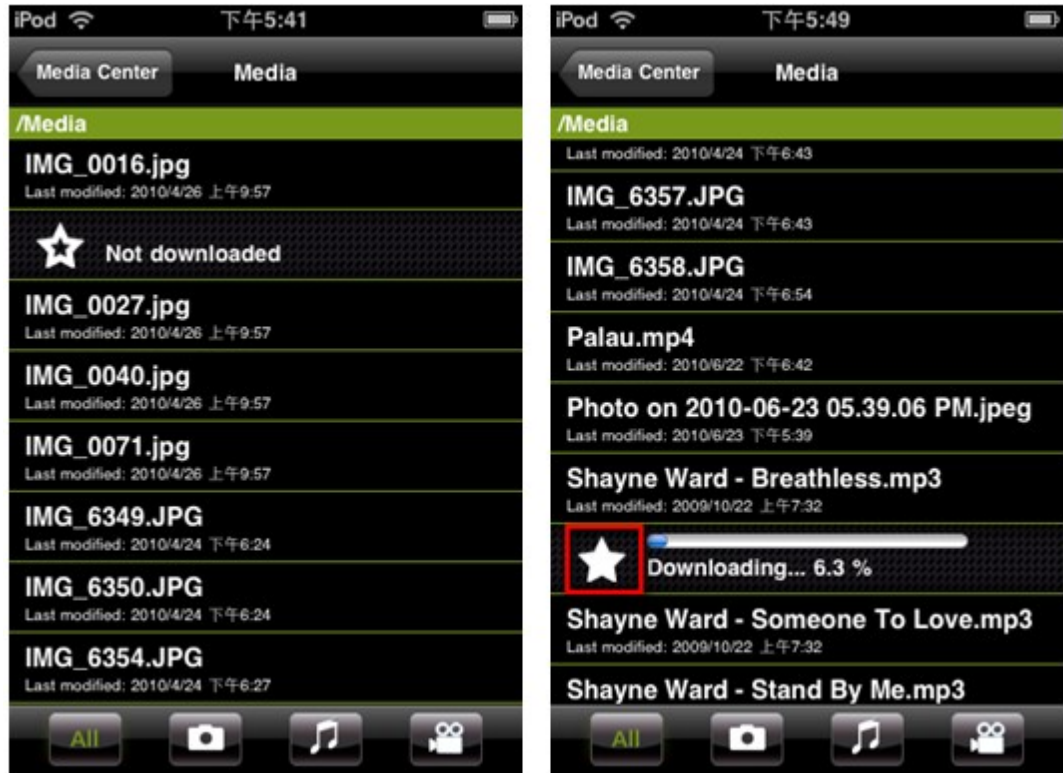 iPod 下午5:41
Media Center Media
/Media
IMG_0016.jpg
Last modified: 2010/4/26 上午9:57
Not downloaded
IMG_0027.jpg
Last modified: 2010/4/26 上午9:57
IMG_0040.jpg
Last modified: 2010/4/26 上午9:57
IMG_0071.jpg
Last modified: 2010/4/26 上午9:57
IMG_6349.JPG
Last modified: 2010/4/24 下午6:24
IMG_6350.JPG
Last modified: 2010/4/24 下午6:24
IMG_6354.JPG
Last modified: 2010/4/24 下午6:27
All
iPod 下午5:49
Media Center Media
/Media
Last modified: 2010/4/24 下午6:43
IMG_6357.JPG
Last modified: 2010/4/24 下午6:43
IMG_6358.JPG
Last modified: 2010/4/24 下午6:54
Palau.mp4
Last modified: 2010/6/22 下午6:42
Photo on 2010-06-23 05.39.06 PM.jpeg
Last modified: 2010/6/23 下午5:39
Shayne Ward - Breathless.mp3
Last modified: 2009/10/22 上午7:32
Downloading... 6.3 %
Shayne Ward - Someone To Love.mp3
Last modified: 2009/10/22 上午7:32
Shayne Ward - Stand By Me.mp3
All